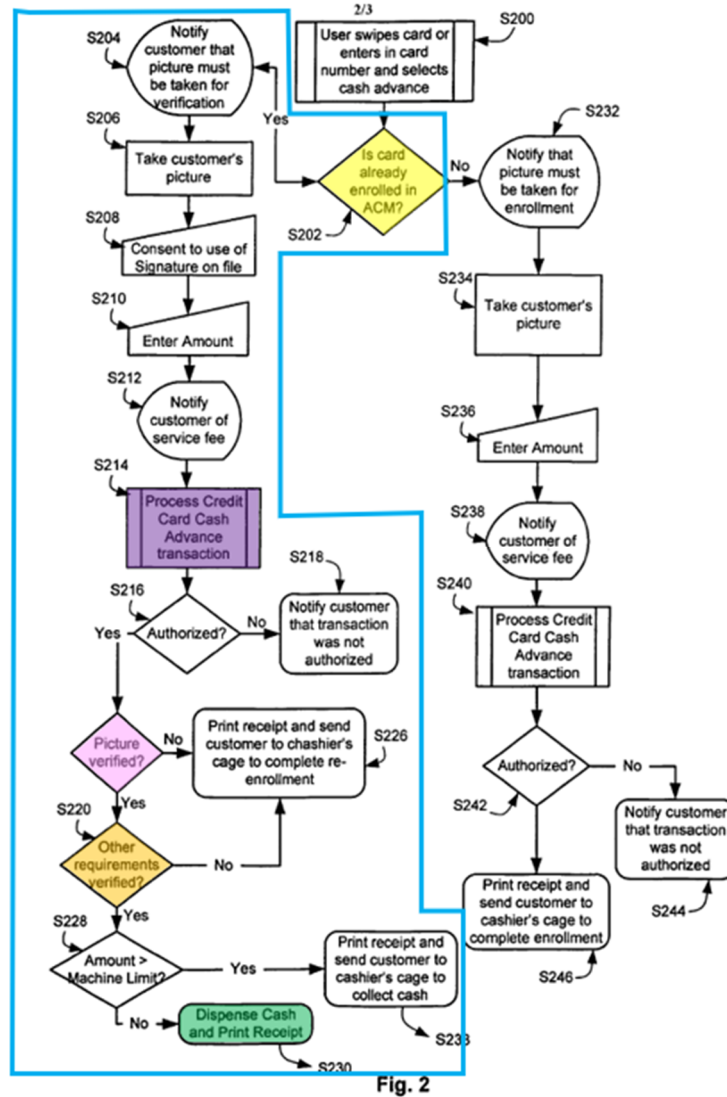 2/3
S200
User swipes card or
enters in card
number and selects
cash advance
S204
Notify
customer that
picture must
be taken for
verification
Yes
Is card
already
enrolled in
ACM?
S202
No
S232
Notify that
picture must
be taken for
enrollment
S206
Take customer's
picture
S208
Consent to use of
Signature on file
S210
Enter Amount
S212
Notify
customer of
service fee
S214
Process Credit
Card Cash
Advance
transaction
S216
Authorized?
No
S218
Notify customer
that transaction
was not
authorized
Yes
Picture
verified?
No
Print receipt and send
customer to chashier's
cage to complete re-
enrollment
S226
Yes
S220
Other
requirements
verified?
No
Yes
S228
Amount >
Machine Limit?
Yes
Print receipt and
send customer to
cashier's cage to
collect cash
S233
No
Dispense Cash
and Print Receipt
S230
S234
Take customer's
picture
S236
Enter Amount
S238
Notify
customer of
service fee
S240
Process Credit
Card Cash
Advance
transaction
Authorized?
S242
No
Notify customer
that transaction
was not
authorized
S244
Print receipt and
send customer to
cashier's cage to
complete enrollment
S246
Fig. 2